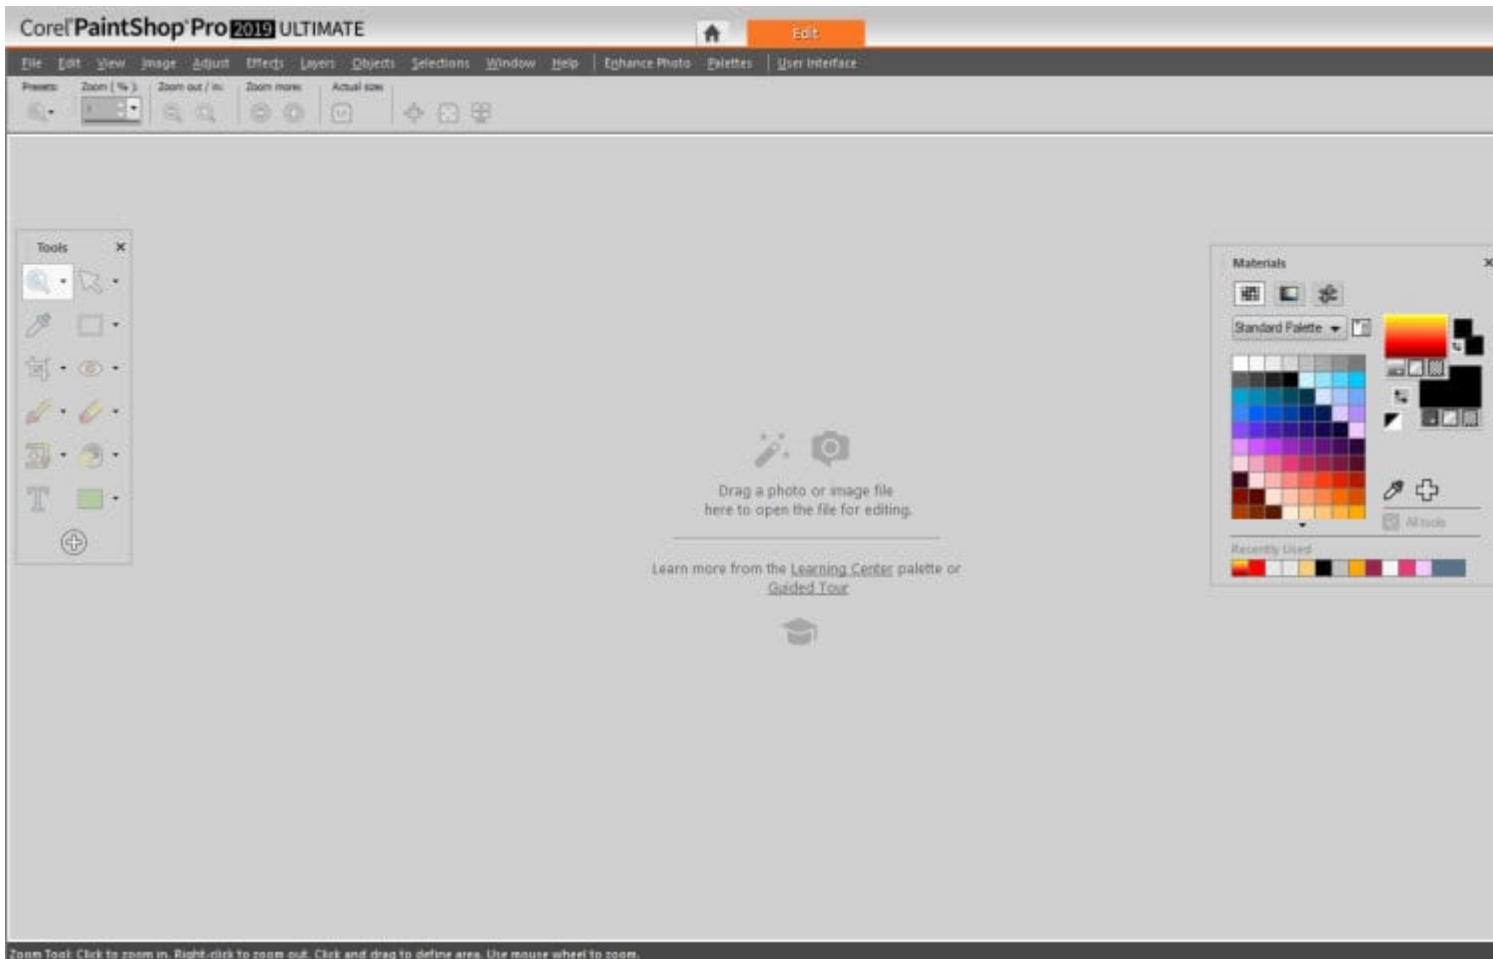 Corel PaintShop Pro 2019 ULTIMATE
Edit
File Edit View Image Adjust Effects Layers Objects Selections Window Help Enhance Photo Palettes User Interface
Presets: Zoom ( % ): Zoom out / in: Zoom more: Actual size:
Tools
Materials
Standard Palette
Drag a photo or image file
here to open the file for editing.
All tools
Recently Used
Learn more from the Learning Center palette or
Guided Tour
Zoom Tool: Click to zoom in. Right-click to zoom out. Click and drag to define area. Use mouse wheel to zoom.